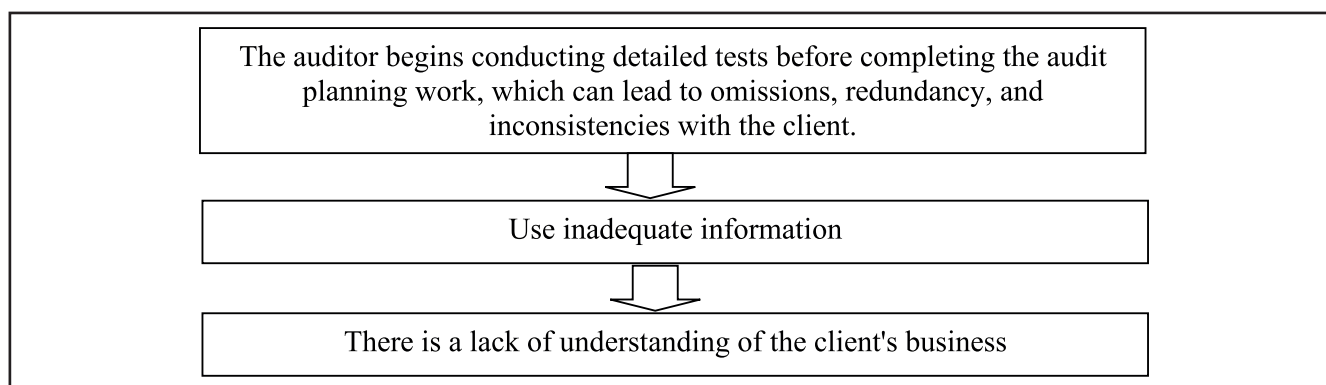 The auditor begins conducting detailed tests before completing the audit
planning work, which can lead to omissions, redundancy, and
inconsistencies with the client.
Use inadequate information
There is a lack of understanding of the client's business